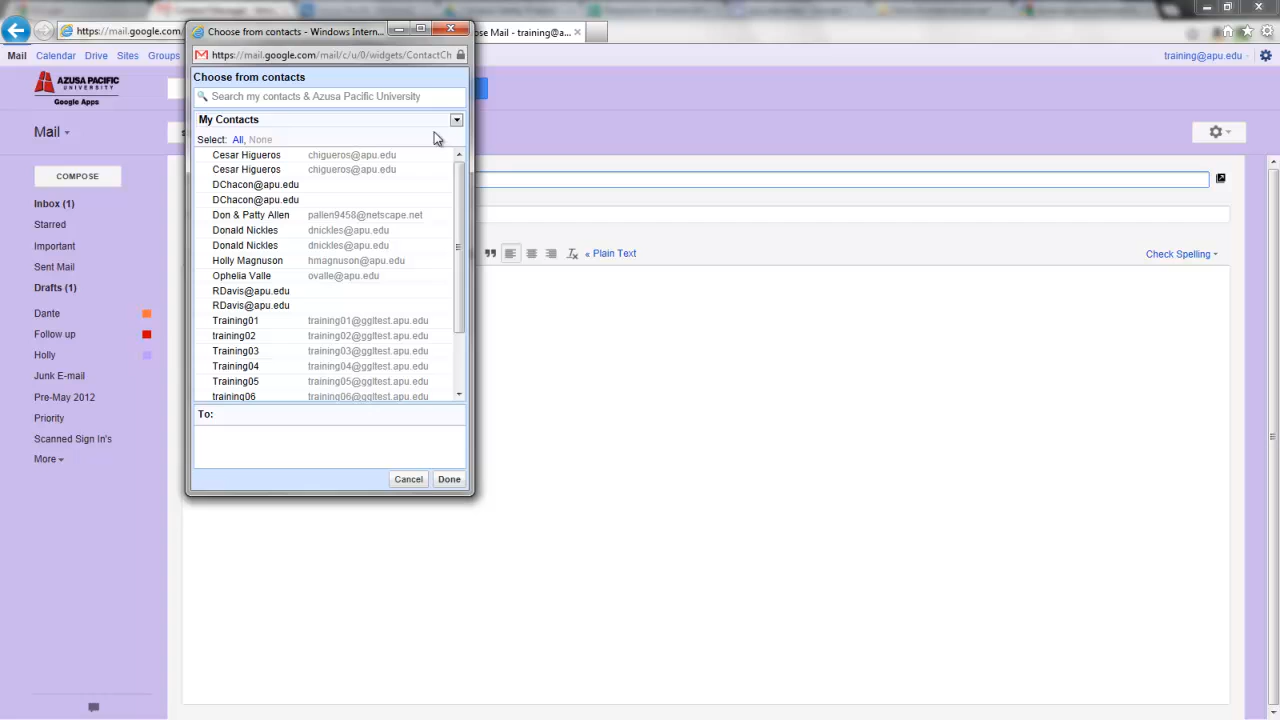 Choose from contacts - Windows Intern...
https://mail.google.com,
https://mail.google.com/mail/c/u/0/widgets/ContactCh
ose Mail - training@a...
Mail Calendar Drive Sites Groups
training@apu.edu
AZUSA PACIFIC
UNIVERSITY
Google Apps
Mail
COMPOSE
Inbox (1)
Starred
Important
Sent Mail
Drafts (1)
Dante
Follow up
Holly
Junk E-mail
Pre-May 2012
Priority
Scanned Sign In's
More
Choose from contacts
Search my contacts & Azusa Pacific University
My Contacts
Select: All, None
Cesar Higueros chigueros@apu.edu
Cesar Higueros chigueros@apu.edu
DChacon@apu.edu
DChacon@apu.edu
Don & Patty Allen pallen9458@netscape.net
Donald Nickles dnickles@apu.edu
Donald Nickles dnickles@apu.edu
Holly Magnuson hmagnuson@apu.edu
Ophelia Valle ovalle@apu.edu
RDavis@apu.edu
RDavis@apu.edu
Training01 training01@ggltest.apu.edu
training02 training02@ggltest.apu.edu
Training03 training03@ggltest.apu.edu
Training04 training04@ggltest.apu.edu
Training05 training05@ggltest.apu.edu
training06 training06@ggltest.apu.edu
To:
Cancel Done
« Plain Text
Check Spelling